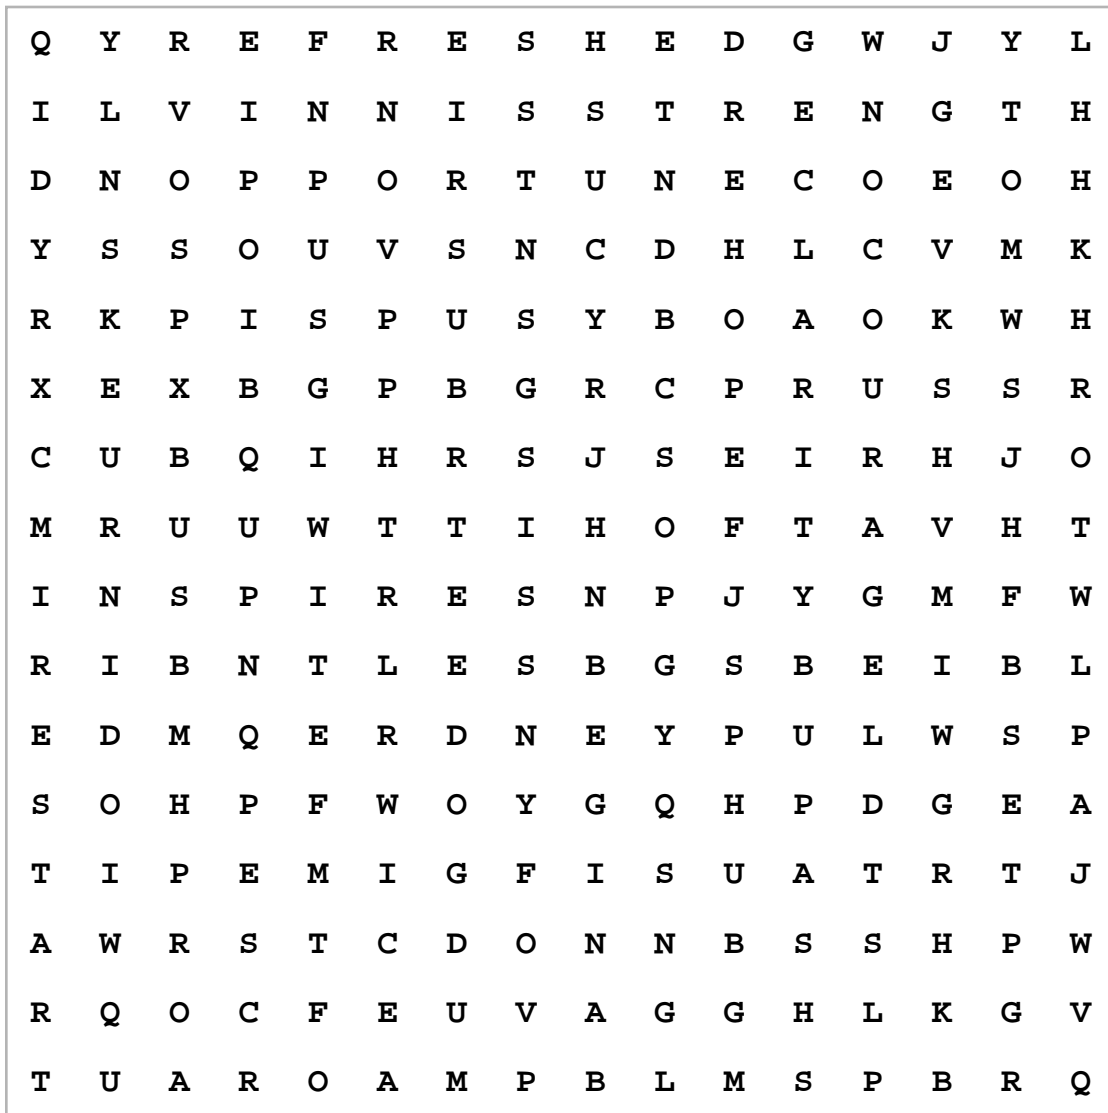 Q Y R E F R E S H E D G W J Y L
I L V I N N I S S T R E N G T H
D N O P P O R T U N E C O E O H
Y S S O U V S N C D H L C V M K
R K P I S P U S Y B O A O K W H
X E X B G P B G R C P R U S S R
C U B Q I H R S J S E I R H J O
M R U U W T T I H O F T A V H T
I N S P I R E S N P J Y G M F W
R I B N T L E S B G S B E I B L
E D M Q E R D N E Y P U L W S P
S O H P F W O Y G Q H P D G E A
T I P E M I G F I S U A T R T J
A W R S T C D O N N B S S H P W
R Q O C F E U V A G G H L K G V
T U A R O A M P B L M S P B R Q